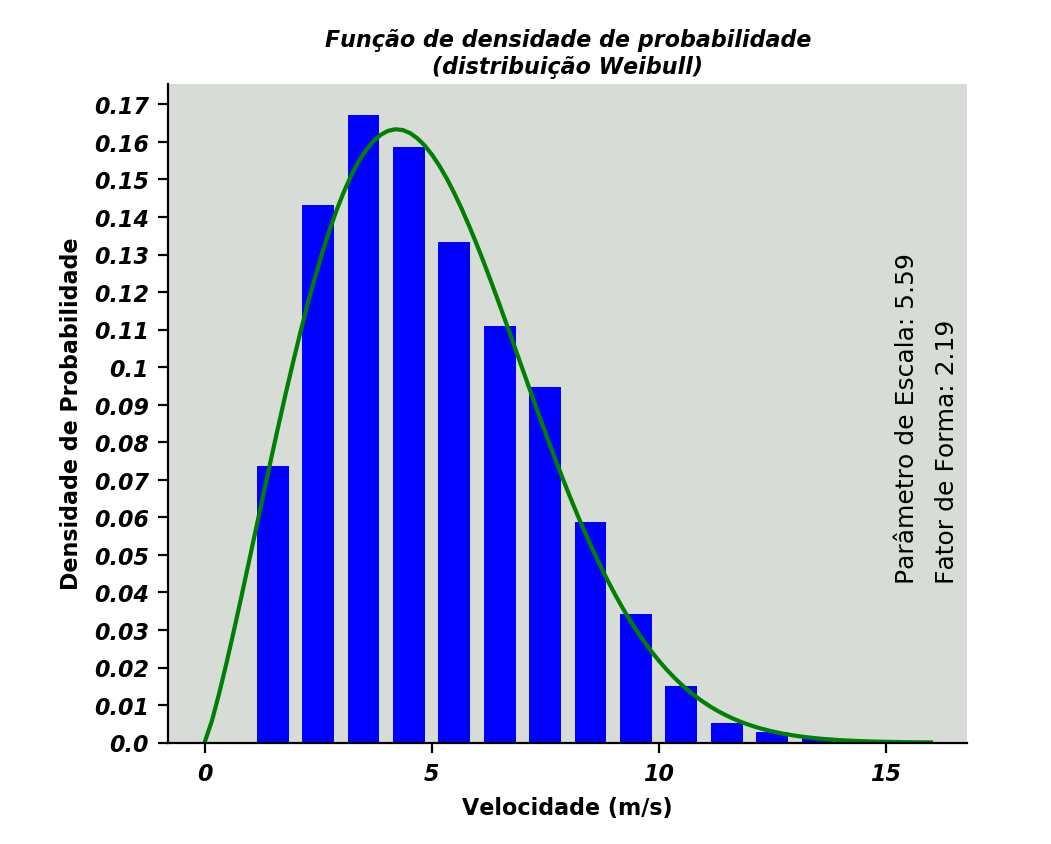 Função de densidade de probabilidade
(distribuição Weibull)
Densidade de Probabilidade
0.17
0.16
0.15
0.14
0.13
0.12
0.11
0.1
0.09
0.08
0.07
0.06
0.05
0.04
0.03
0.02
0.01
0.0
Parâmetro de Escala: 5.59
Fator de Forma: 2.19
0 5 10 15
Velocidade (m/s)